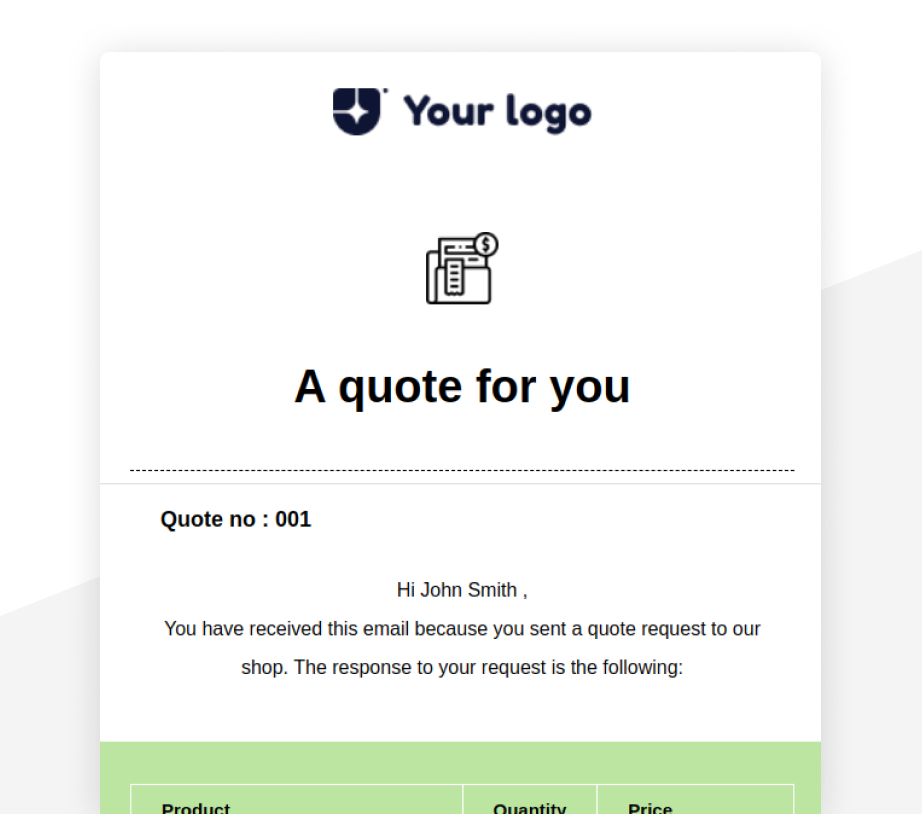 Your logo
$
A quote for you
Quote no : 001
Hi John Smith ,
You have received this email because you sent a quote request to our
shop. The response to your request is the following:
Product Quantity Price